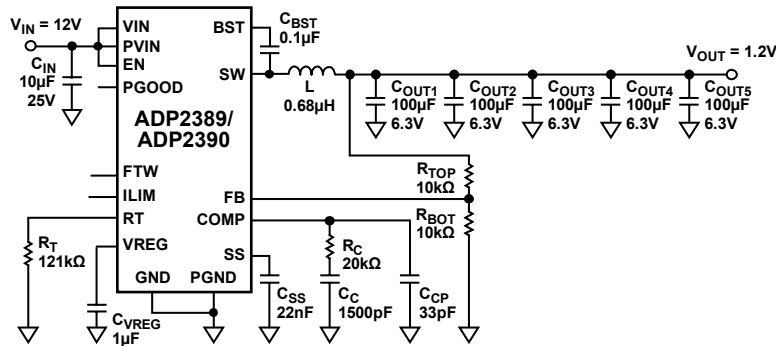 V_IN = 12V
C_IN
10µF
25V
VIN
PVIN
EN
PGOOD
ADP2389/
ADP2390
FTW
ILIM
RT
VREG
GND
PGND
BST
SW
FB
COMP
SS
R_T
121kΩ
C_VREG
1µF
C_BST
0.1µF
L
0.68µH
V_OUT = 1.2V
C_OUT1
100µF
6.3V
C_OUT2
100µF
6.3V
C_OUT3
100µF
6.3V
C_OUT4
100µF
6.3V
C_OUT5
100µF
6.3V
R_TOP
10kΩ
R_BOT
10kΩ
R_C
20kΩ
C_SS
22nF
C_C
1500pF
C_CP
33pF